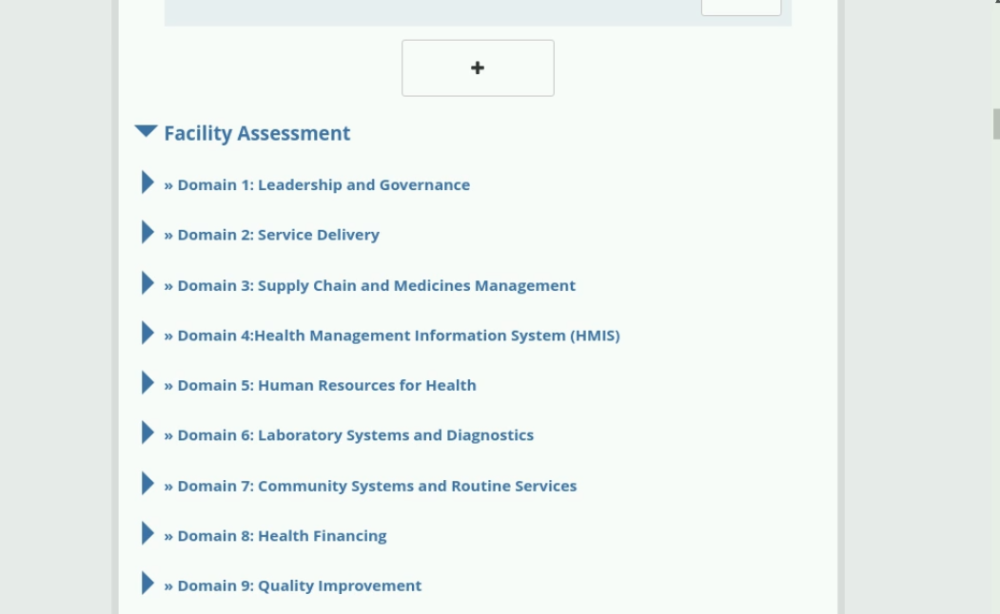 +
Facility Assessment
» Domain 1: Leadership and Governance
» Domain 2: Service Delivery
» Domain 3: Supply Chain and Medicines Management
» Domain 4:Health Management Information System (HMIS)
» Domain 5: Human Resources for Health
» Domain 6: Laboratory Systems and Diagnostics
» Domain 7: Community Systems and Routine Services
» Domain 8: Health Financing
» Domain 9: Quality Improvement